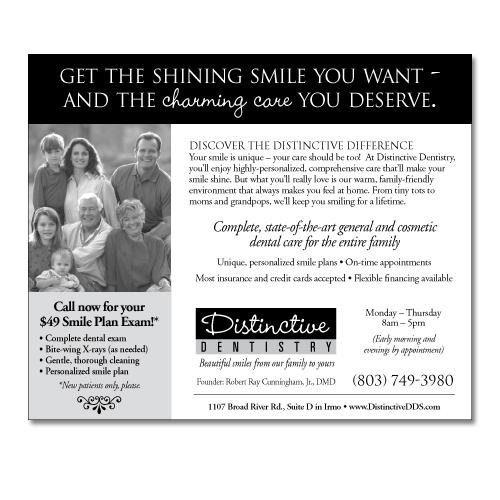 GET THE SHINING SMILE YOU WANT -
AND THE charming care YOU DESERVE.
DISCOVER THE DISTINCTIVE DIFFERENCE
Your smile is unique – your care should be too! At Distinctive Dentistry,
you'll enjoy highly-personalized, comprehensive care that'll make your
smile shine. But what you'll really love is our warm, family-friendly
environment that always makes you feel at home. From tiny tots to
moms and grandpops, we'll keep you smiling for a lifetime.
Complete, state-of-the-art general and cosmetic
dental care for the entire family
Unique, personalized smile plans • On-time appointments
Most insurance and credit cards accepted • Flexible financing available
Call now for your
$49 Smile Plan Exam!*
• Complete dental exam
• Bite-wing X-rays (as needed)
• Gentle, thorough cleaning
• Personalized smile plan
*New patients only, please.
Distinctive
DENTISTRY
Beautiful smiles from our family to yours
Founder: Robert Ray Cunningham, Jr., DMD
Monday – Thursday
8am – 5pm
(Early morning and
evenings by appointment)
(803) 749-3980
1107 Broad River Rd., Suite D in Irmo • www.DistinctiveDDS.com